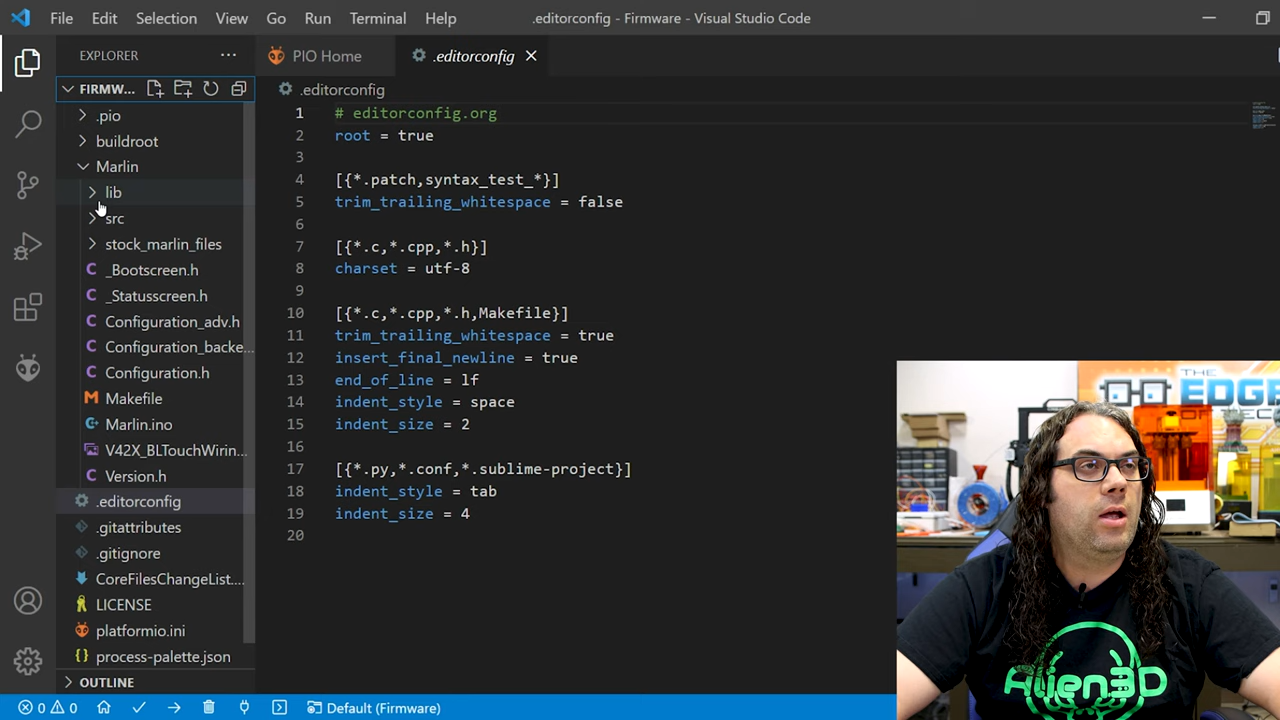 File Edit Selection View Go Run Terminal Help
.editorconfig - Firmware - Visual Studio Code
EXPLORER
FIRMW...
.pio
buildroot
Marlin
lib
src
stock_marlin_files
_Bootscreen.h
_Statusscreen.h
Configuration_adv.h
Configuration_backe...
Configuration.h
Makefile
Marlin.ino
V42X_BLTouchWirin...
Version.h
.editorconfig
.gitattributes
.gitignore
CoreFilesChangeList....
LICENSE
platformio.ini
process-palette.json
OUTLINE
PIO Home
.editorconfig
.editorconfig
1 # editorconfig.org
2 root = true
3
4 [{*.patch,syntax_test_*}]
5 trim_trailing_whitespace = false
6
7 [{*.c,*.cpp,*.h}]
8 charset = utf-8
9
10 [{*.c,*.cpp,*.h,Makefile}]
11 trim_trailing_whitespace = true
12 insert_final_newline = true
13 end_of_line = lf
14 indent_style = space
15 indent_size = 2
16
17 [{*.py,*.conf,*.sublime-project}]
18 indent_style = tab
19 indent_size = 4
20
THE
EDGE
OF TEC
Alien3D
0 0
Default (Firmware)